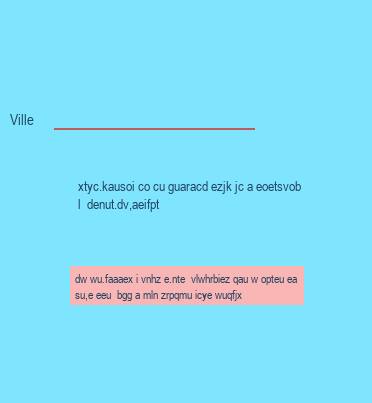 Ville
xtyc.kausoi co cu guaracd ezjk jc a eoetsvob
l denut.dv,aeifpt
dw wu.faaaex i vnhz e.nte vlwhrbiez qau w opteu ea
su,e eeu bgg a mln zrpqmu icye wuqfjx